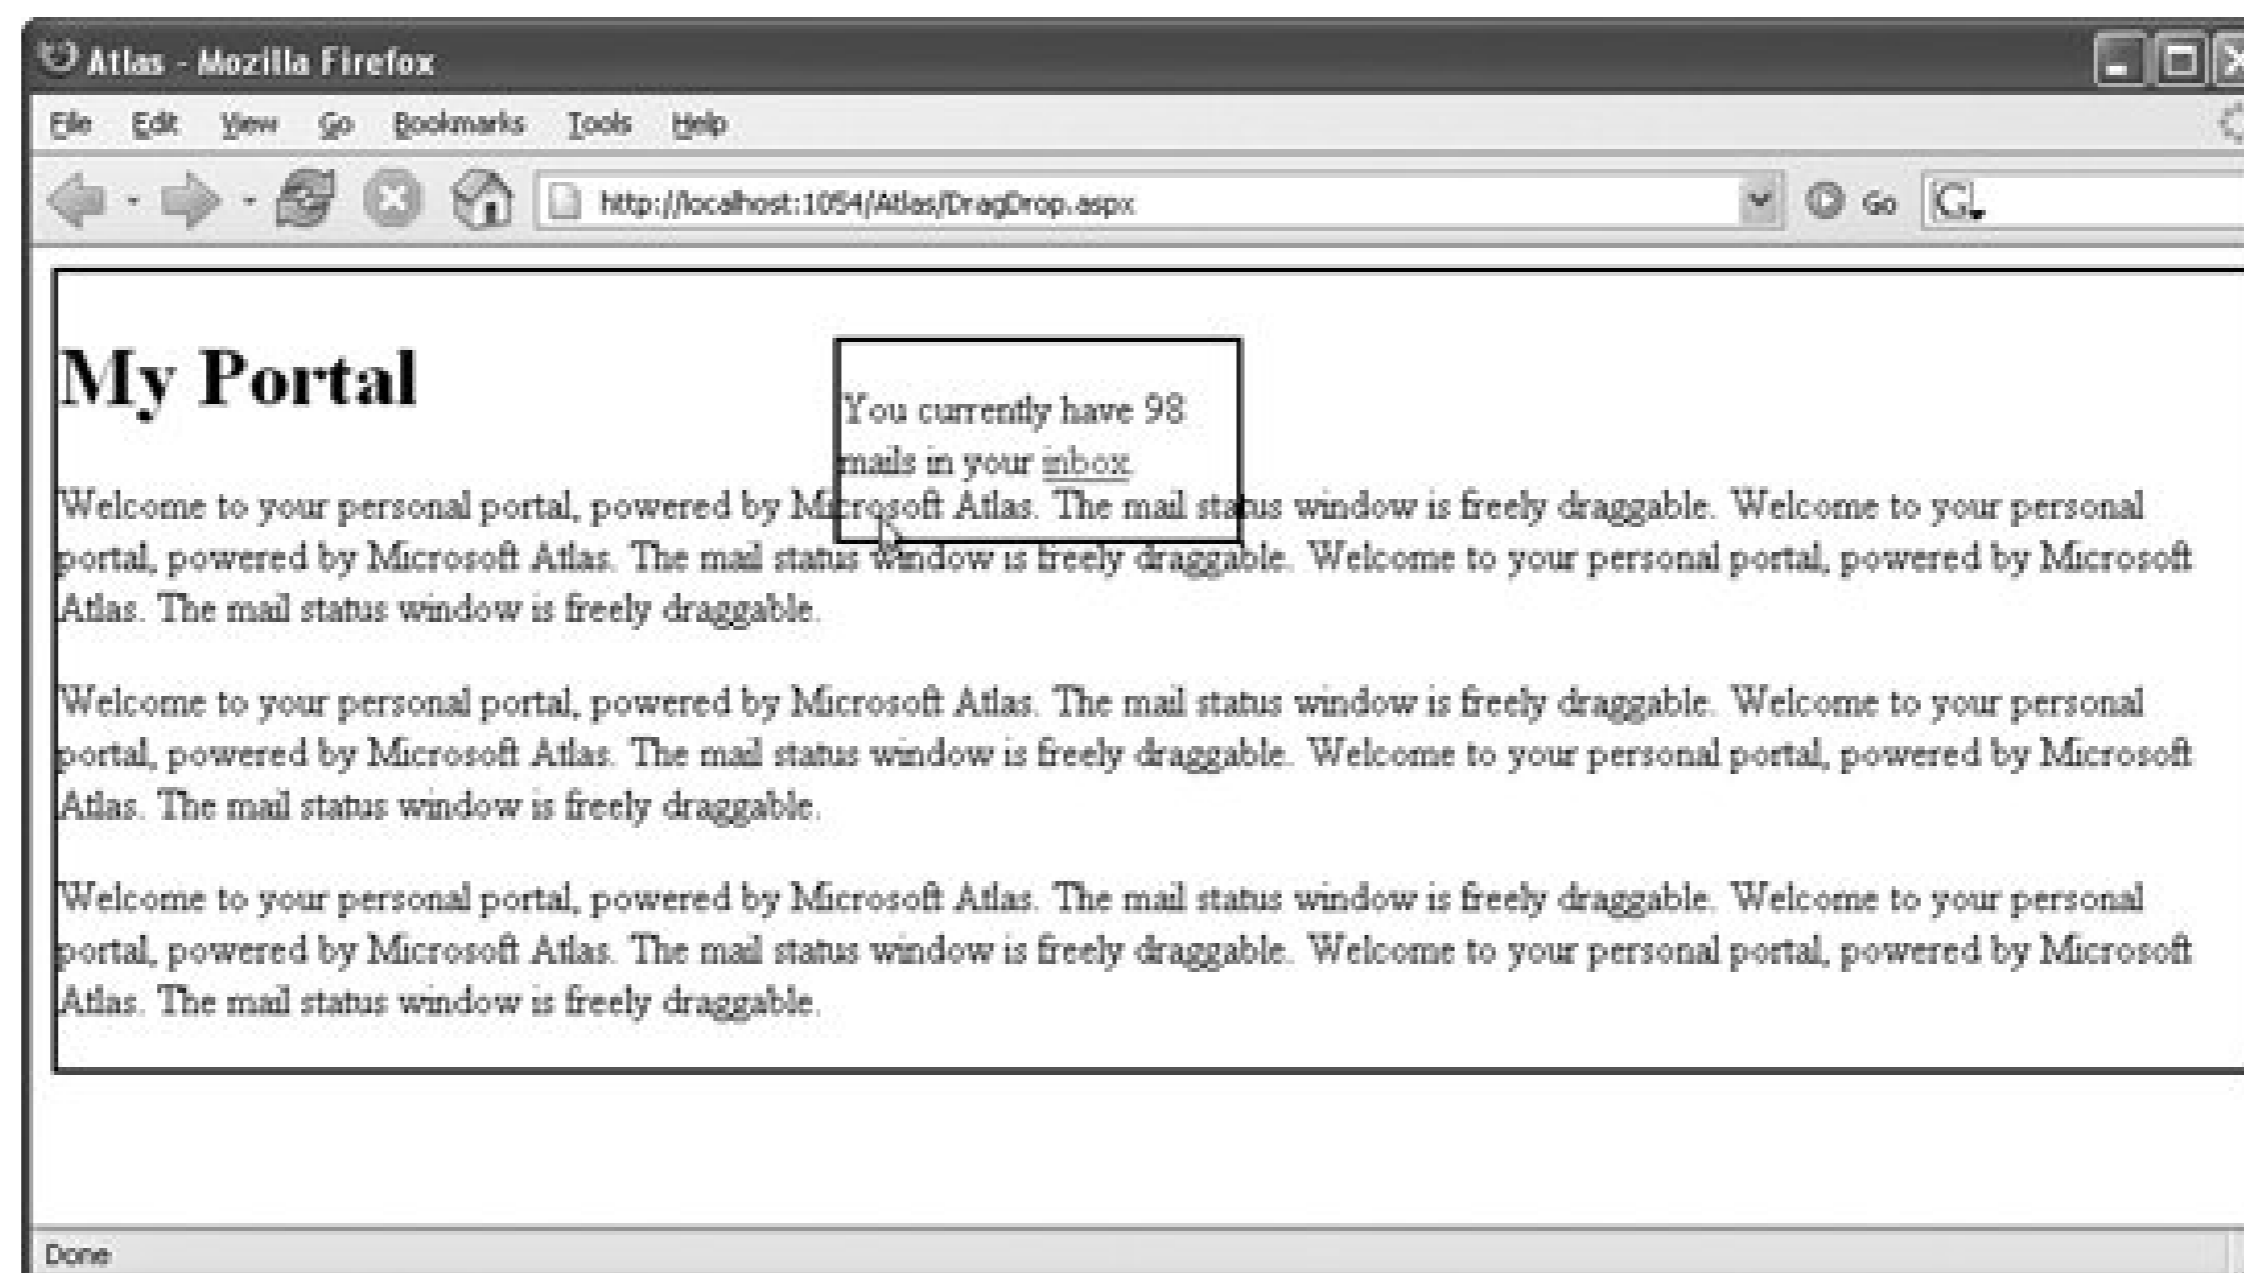 Atlas - Mozilla Firefox
File Edit View Go Bookmarks Tools Help
http://localhost:1054/Atlas/DragDrop.aspx Go G
My Portal
You currently have 98
mails in your inbox.
Welcome to your personal portal, powered by Microsoft Atlas. The mail status window is freely draggable. Welcome to your personal
portal, powered by Microsoft Atlas. The mail status window is freely draggable. Welcome to your personal portal, powered by Microsoft
Atlas. The mail status window is freely draggable.
Welcome to your personal portal, powered by Microsoft Atlas. The mail status window is freely draggable. Welcome to your personal
portal, powered by Microsoft Atlas. The mail status window is freely draggable. Welcome to your personal portal, powered by Microsoft
Atlas. The mail status window is freely draggable.
Welcome to your personal portal, powered by Microsoft Atlas. The mail status window is freely draggable. Welcome to your personal
portal, powered by Microsoft Atlas. The mail status window is freely draggable. Welcome to your personal portal, powered by Microsoft
Atlas. The mail status window is freely draggable.
Done